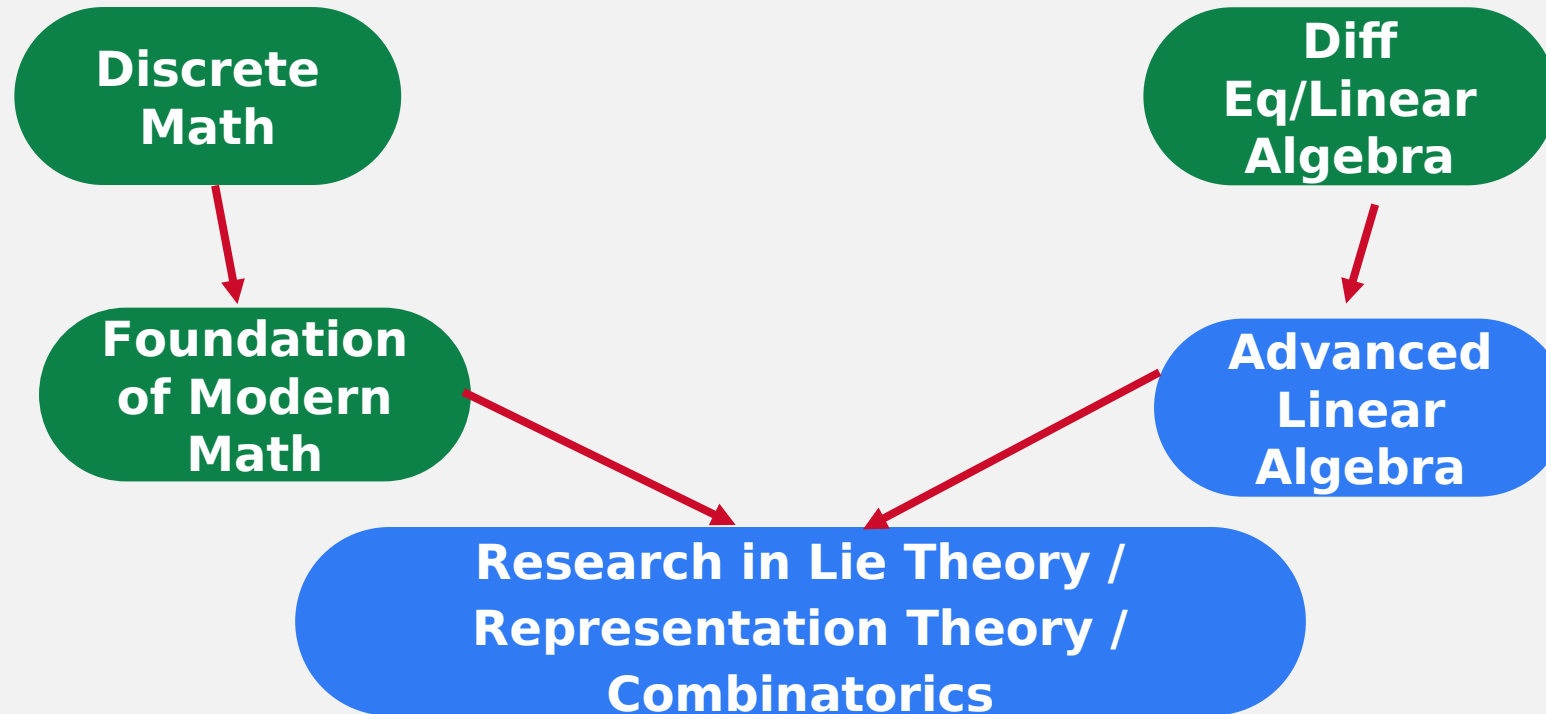 Discrete
Math
Diff
Eq/Linear
Algebra
Foundation
of Modern
Math
Advanced
Linear
Algebra
Research in Lie Theory /
Representation Theory /
Combinatorics